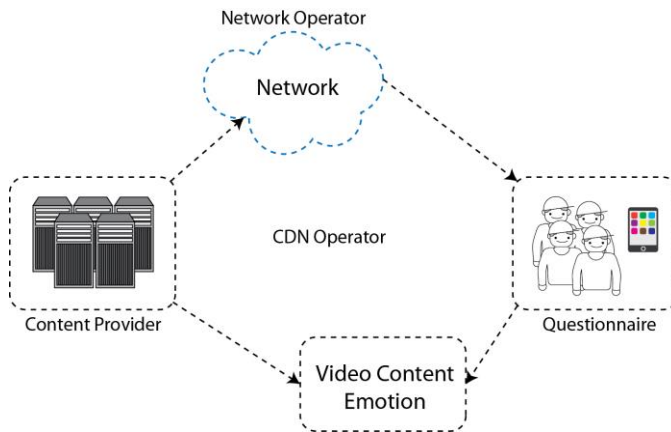 Network Operator
Network
CDN Operator
Content Provider
Questionnaire
Video Content
Emotion